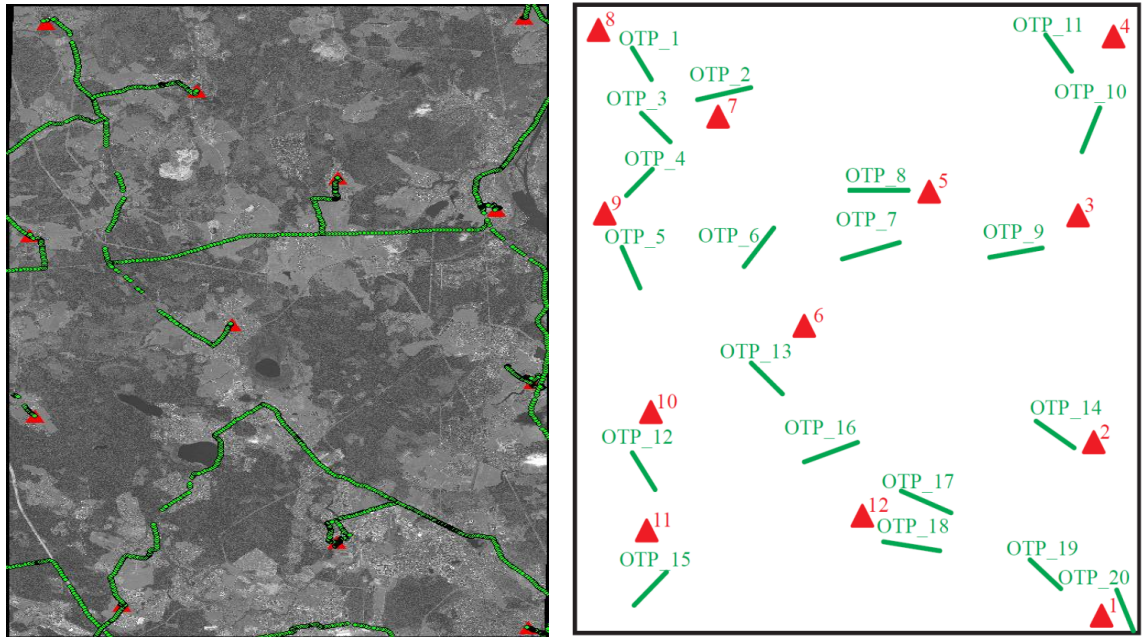 8
OTP_1
OTP_11
4
OTP_2
OTP_3
7
OTP_10
OTP_4
OTP_8
5
9
3
OTP_5
OTP_6
OTP_7
OTP_9
6
OTP_13
10
OTP_12
OTP_16
OTP_14
2
OTP_17
12
11
OTP_18
OTP_15
OTP_19
OTP_20
1